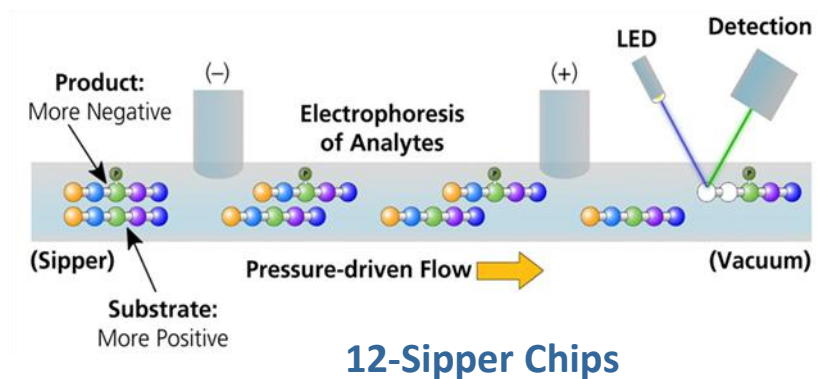 LED
Detection
Product:
More Negative
(–)
(+)
Electrophoresis
of Analytes
P
P
P
P
(Sipper)
Pressure-driven Flow
(Vacuum)
Substrate:
More Positive
12-Sipper Chips